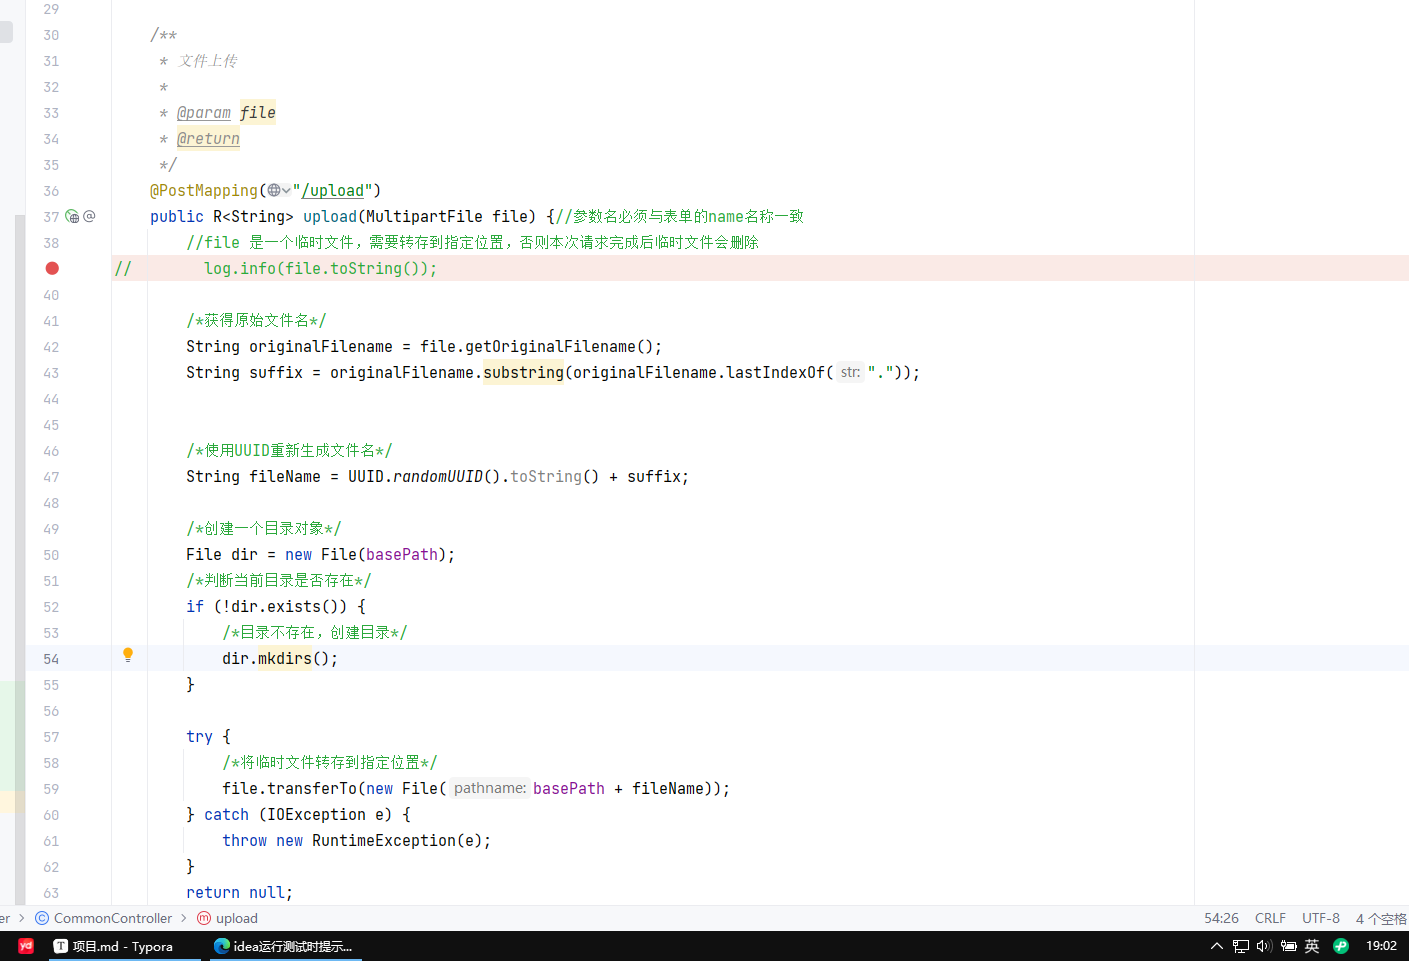 29
30 /**
31 * 文件上传
32 *
33 * @param file
34 * @return
35 */
36 @PostMapping("/upload")
37 public R<String> upload(MultipartFile file) {//参数名必须与表单的name名称一致
38 //file 是一个临时文件，需要转存到指定位置，否则本次请求完成后临时文件会删除
// log.info(file.toString());
40
41 /*获得原始文件名*/
42 String originalFilename = file.getOriginalFilename();
43 String suffix = originalFilename.substring(originalFilename.lastIndexOf( str: "."));
44
45
46 /*使用UUID重新生成文件名*/
47 String fileName = UUID.randomUUID().toString() + suffix;
48
49 /*创建一个目录对象*/
50 File dir = new File(basePath);
51 /*判断当前目录是否存在*/
52 if (!dir.exists()) {
53 /*目录不存在，创建目录*/
54 dir.mkdirs();
55 }
56
57 try {
58 /*将临时文件转存到指定位置*/
59 file.transferTo(new File( pathname: basePath + fileName));
60 } catch (IOException e) {
61 throw new RuntimeException(e);
62 }
63 return null;
er > CommonController > upload 54:26 CRLF UTF-8 4 个空格
yd 项目.md - Typora idea运行测试时提示... 英 19:02